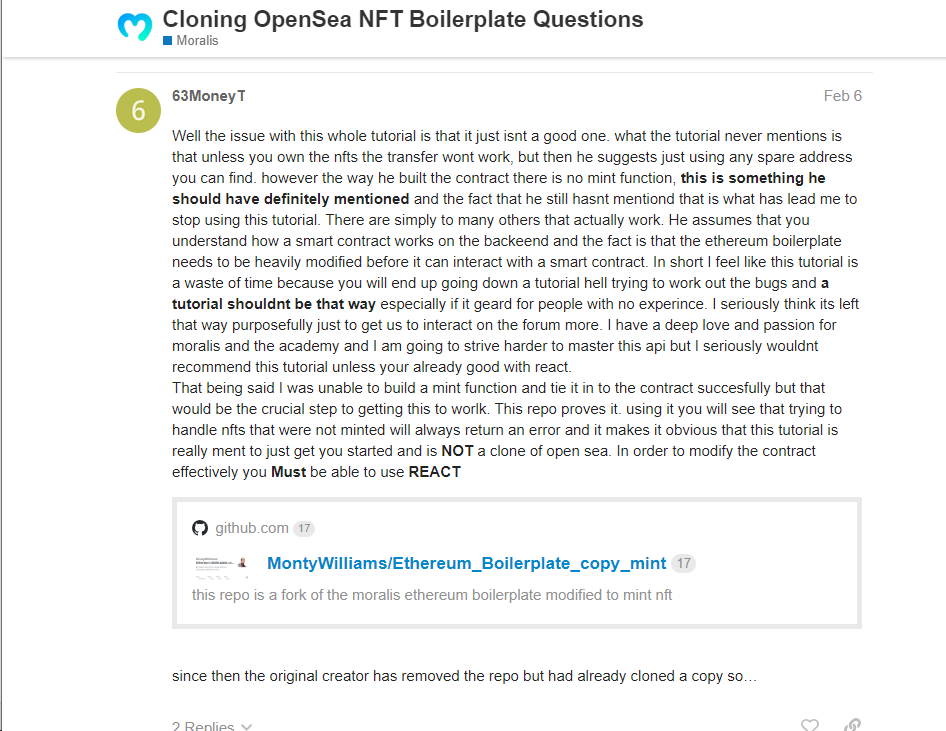 Cloning OpenSea NFT Boilerplate Questions
Moralis
6
63MoneyT
Feb 6
Well the issue with this whole tutorial is that it just isnt a good one. what the tutorial never mentions is
that unless you own the nfts the transfer wont work, but then he suggests just using any spare address
you can find. however the way he built the contract there is no mint function, this is something he
should have definitely mentioned and the fact that he still hasnt mentiond that is what has lead me to
stop using this tutorial. There are simply to many others that actually work. He assumes that you
understand how a smart contract works on the backeend and the fact is that the ethereum boilerplate
needs to be heavily modified before it can interact with a smart contract. In short I feel like this tutorial is
a waste of time because you will end up going down a tutorial hell trying to work out the bugs and a
tutorial shouldnt be that way especially if it geard for people with no experince. I seriously think its left
that way purposefully just to get us to interact on the forum more. I have a deep love and passion for
moralis and the academy and I am going to strive harder to master this api but I seriously wouldnt
recommend this tutorial unless your already good with react.
That being said I was unable to build a mint function and tie it in to the contract succesfully but that
would be the crucial step to getting this to worlk. This repo proves it. using it you will see that trying to
handle nfts that were not minted will always return an error and it makes it obvious that this tutorial is
really ment to just get you started and is NOT a clone of open sea. In order to modify the contract
effectively you Must be able to use REACT
github.com 17
MontyWilliams/Ethereum_Boilerplate_copy_mint 17
this repo is a fork of the moralis ethereum boilerplate modified to mint nft
since then the original creator has removed the repo but had already cloned a copy so…
2 Replies